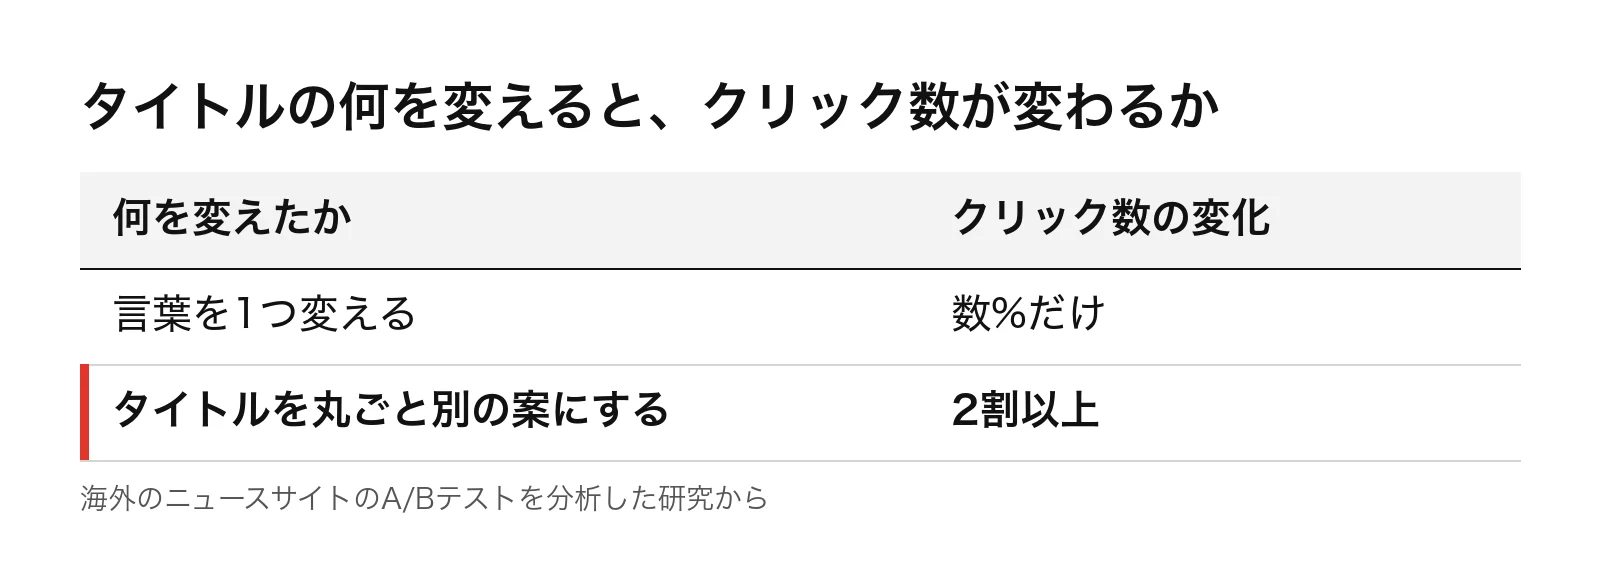 タイトルの何を変えると、クリック数が変わるか
何を変えたか クリック数の変化
言葉を1つ変える 数%だけ
タイトルを丸ごと別の案にする 2割以上
海外のニュースサイトのA/Bテストを分析した研究から